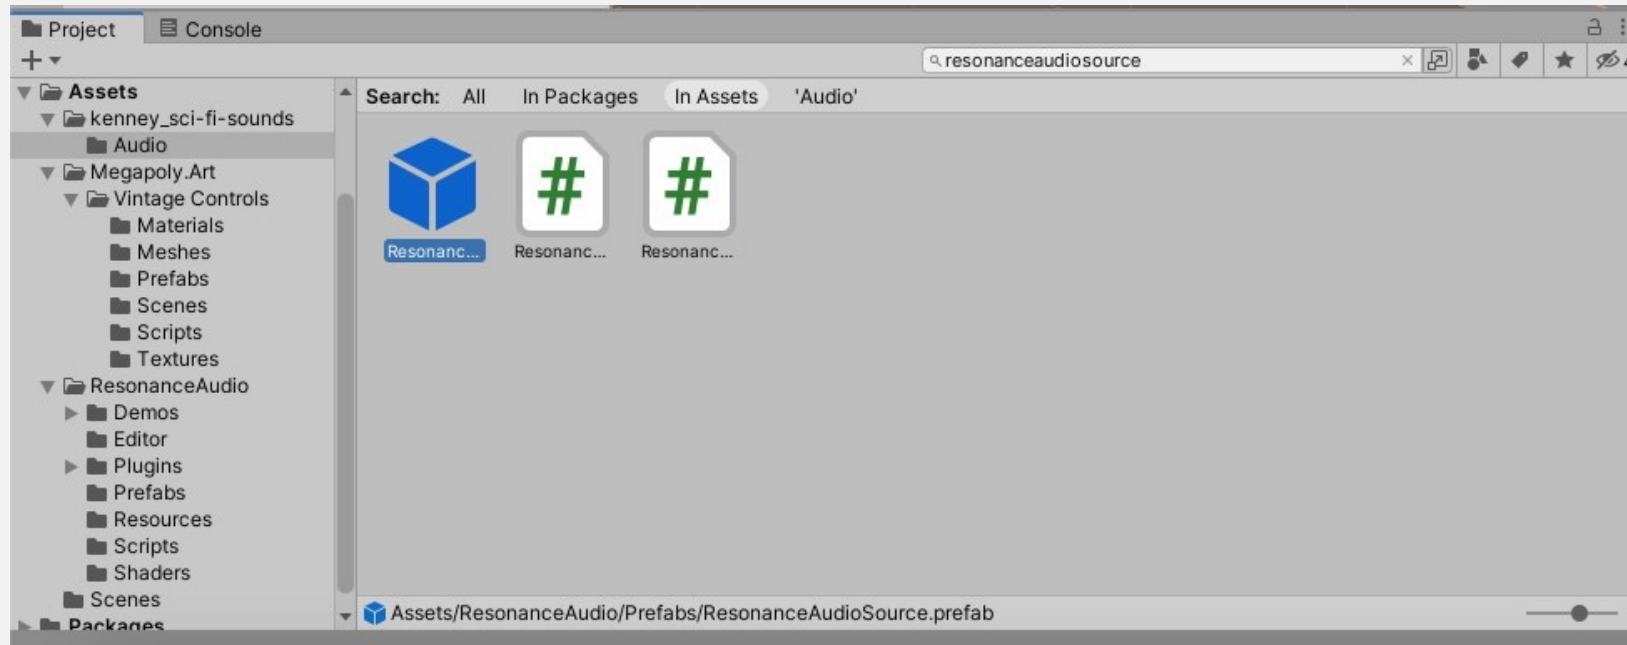 Project Console
resonanceaudiosource
Assets
kenney_sci-fi-sounds
Audio
Megapoly.Art
Vintage Controls
Materials
Meshes
Prefabs
Scenes
Scripts
Textures
ResonanceAudio
Demos
Editor
Plugins
Prefabs
Resources
Scripts
Shaders
Scenes
Packages
Search: All In Packages In Assets 'Audio'
# #
Resonanc... Resonanc... Resonanc...
Assets/ResonanceAudio/Prefabs/ResonanceAudioSource.prefab